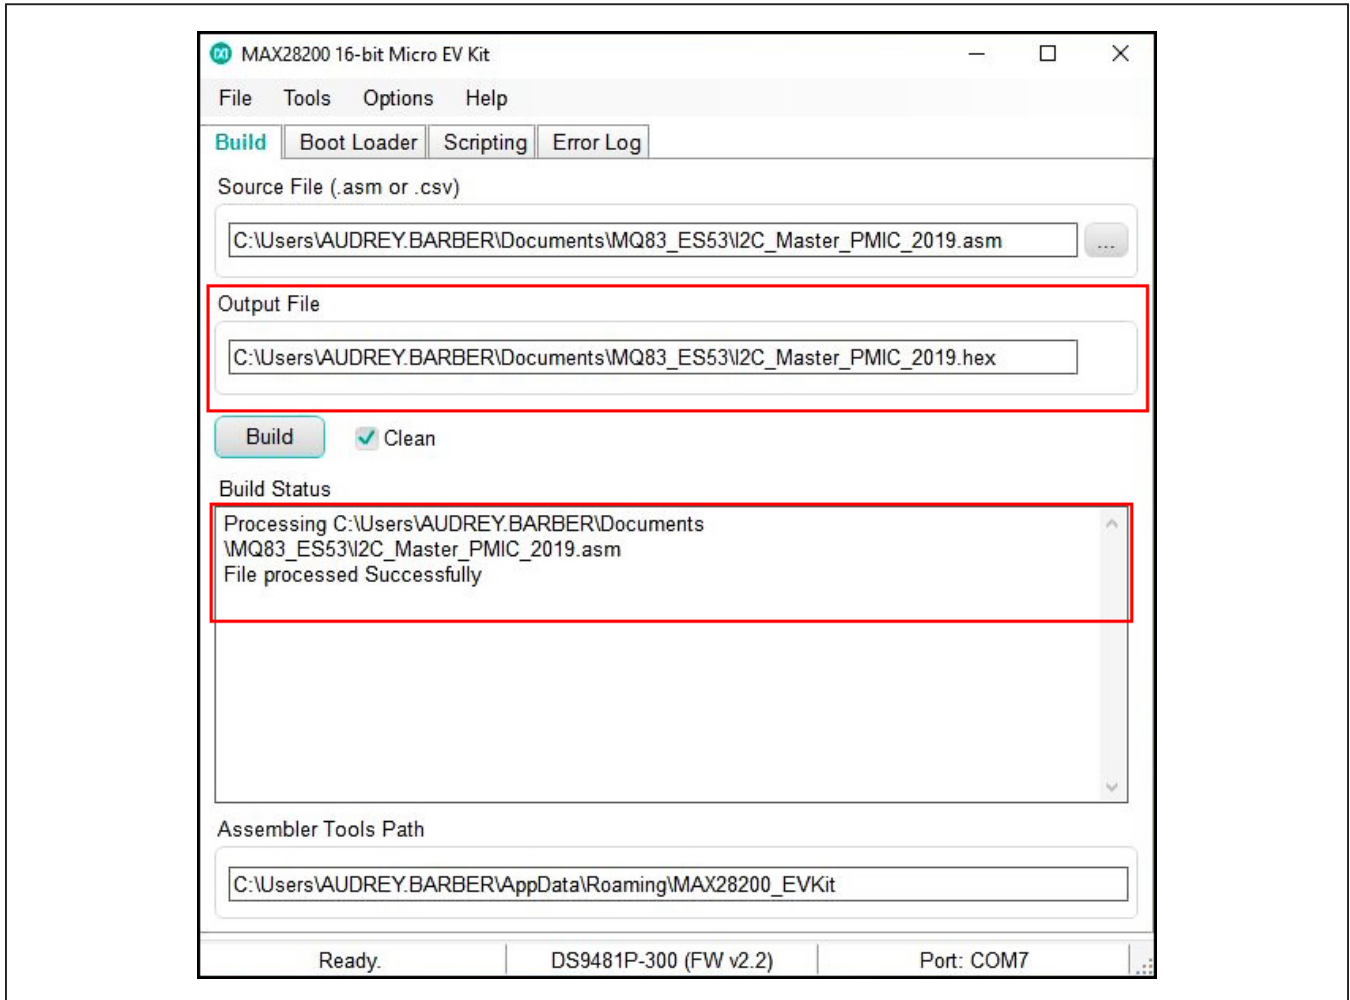 MAX28200 16-bit Micro EV Kit
File Tools Options Help
Build Boot Loader Scripting Error Log
Source File (.asm or .csv)
C:\Users\AUDREY.BARBER\Documents\MQ83_ES53\I2C_Master_PMIC_2019.asm ...
Output File
C:\Users\AUDREY.BARBER\Documents\MQ83_ES53\I2C_Master_PMIC_2019.hex
Build Clean
Build Status
Processing C:\Users\AUDREY.BARBER\Documents
\MQ83_ES53\I2C_Master_PMIC_2019.asm
File processed Successfully
Assembler Tools Path
C:\Users\AUDREY.BARBER\AppData\Roaming\MAX28200_EVKit
Ready. DS9481P-300 (FW v2.2) Port: COM7